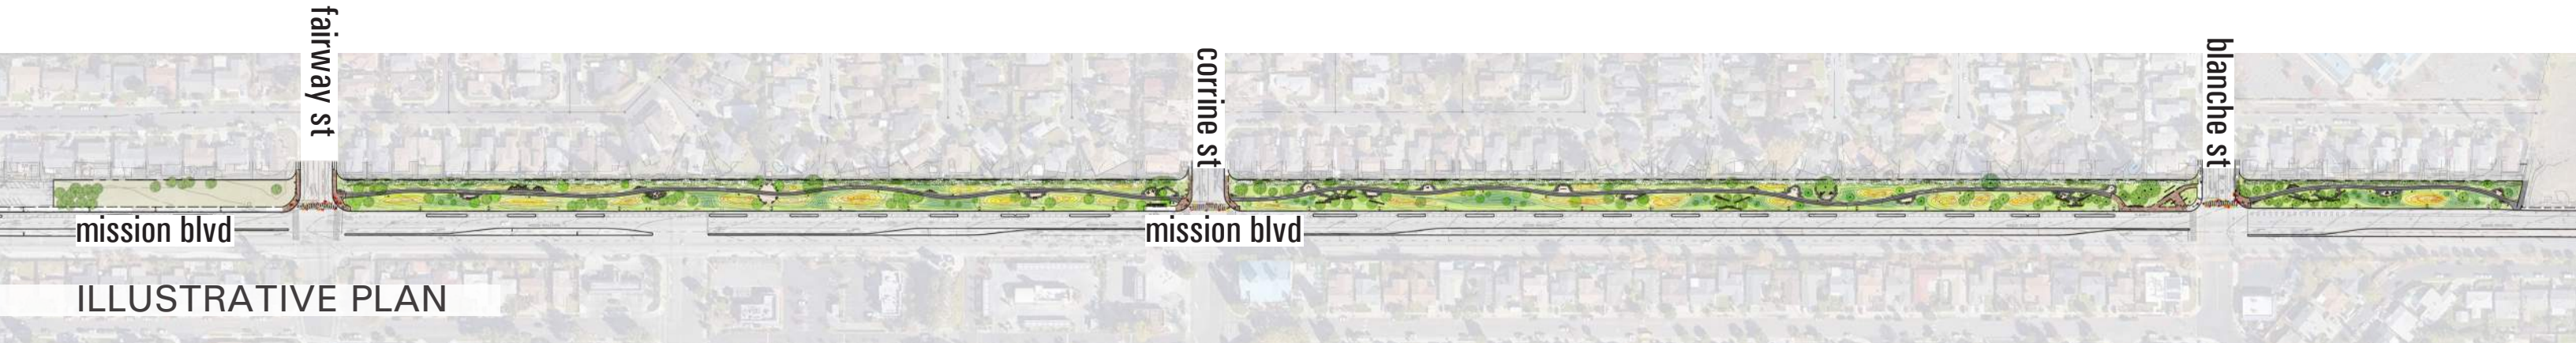 fairway st
corrine st
blanche st
mission blvd
mission blvd
ILLUSTRATIVE PLAN